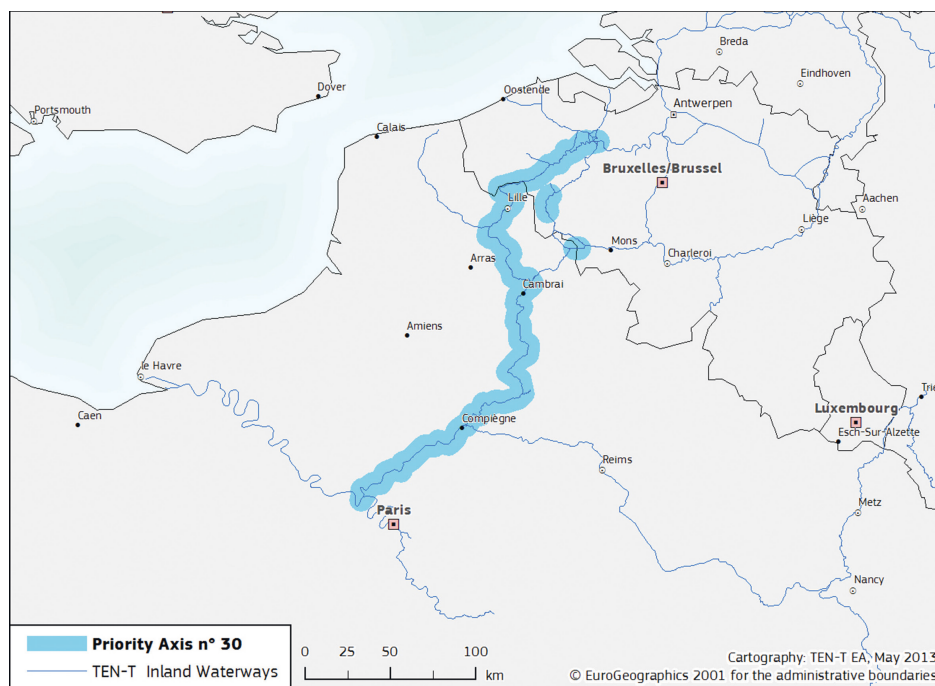 Breda
Eindhoven
Portsmouth
Dover
Oostende
Antwerpen
Calais
Bruxelles/Brussel
Lille
Aachen
Liège
Mons
Charleroi
Arras
Cambrai
Amiens
le Havre
Trie
Caen
Compiègne
Luxembourg
Esch-Sur-Alzette
Reims
Paris
Metz
Nancy
Priority Axis n° 30
TEN-T Inland Waterways
0 25 50 100
km
Cartography: TEN-T EA, May 2013
© EuroGeographics 2001 for the administrative boundaries